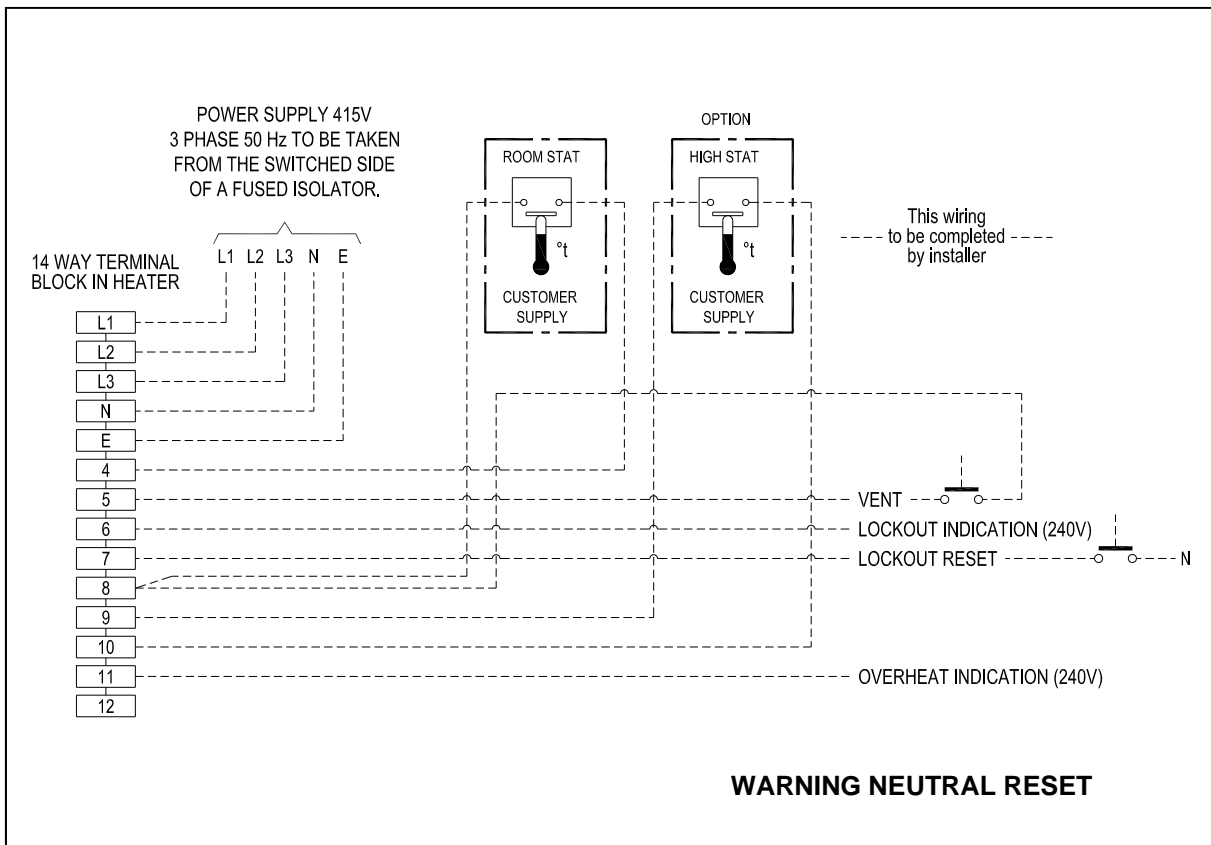 POWER SUPPLY 415V
3 PHASE 50 Hz TO BE TAKEN
FROM THE SWITCHED SIDE
OF A FUSED ISOLATOR.
L1 L2 L3 N E
14 WAY TERMINAL
BLOCK IN HEATER
ROOM STAT
°t
CUSTOMER
SUPPLY
OPTION
HIGH STAT
°t
CUSTOMER
SUPPLY
This wiring
to be completed
by installer
L1
L2
L3
N
E
4
5
VENT
6
LOCKOUT INDICATION (240V)
7
LOCKOUT RESET
N
8
9
10
11
OVERHEAT INDICATION (240V)
12
WARNING NEUTRAL RESET